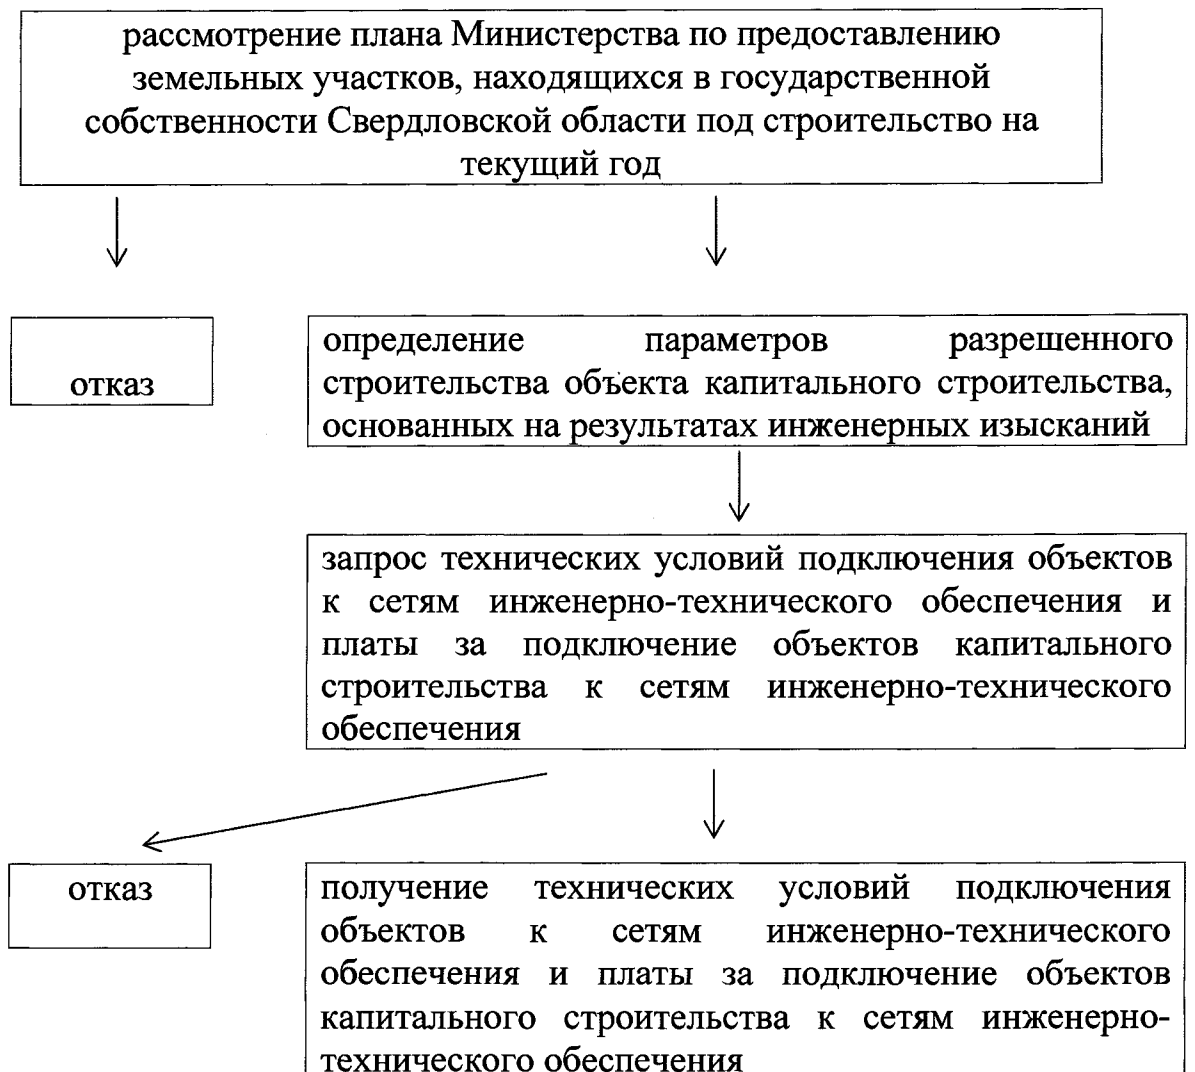 рассмотрение плана Министерства по предоставлению
земельных участков, находящихся в государственной
собственности Свердловской области под строительство на
текущий год
отказ
определение параметров разрешенного
строительства объекта капитального строительства,
основанных на результатах инженерных изысканий
запрос технических условий подключения объектов
к сетям инженерно-технического обеспечения и
платы за подключение объектов капитального
строительства к сетям инженерно-технического
обеспечения
отказ
получение технических условий подключения
объектов к сетям инженерно-технического
обеспечения и платы за подключение объектов
капитального строительства к сетям инженерно-
технического обеспечения